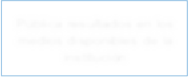 Publicar los diseños en los
medios disponibles de la
institución